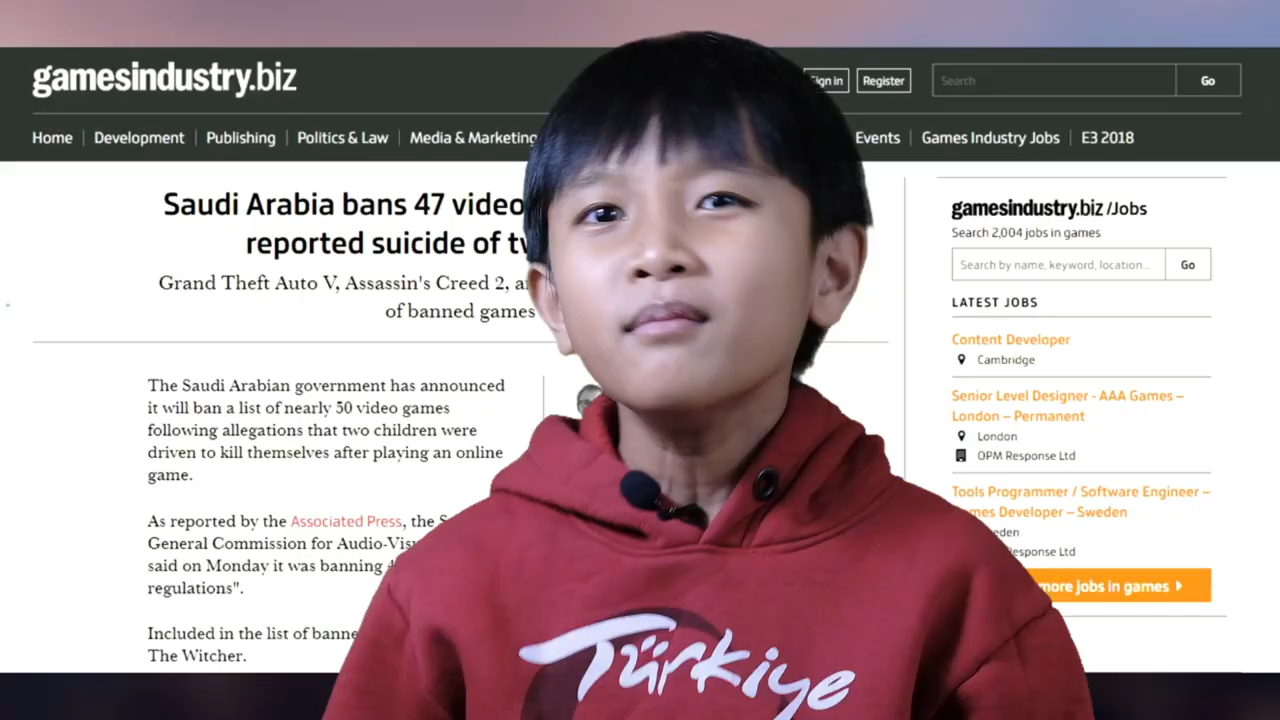 gamesindustry.biz
Sign in
Register
Search
Go
Home
Development
Publishing
Politics & Law
Media & Marketing
Events
Games Industry Jobs
E3 2018
Saudi Arabia bans 47 video
reported suicide of
Grand Theft Auto V, Assassin's Creed 2,
of banned games
The Saudi Arabian government has announced
it will ban a list of nearly 50 video games
following allegations that two children were
driven to kill themselves after playing an online
game.
As reported by the Associated Press, the
General Commission for
said on Monday it was banning
regulations".
Included in the list of
The Witcher.
gamesindustry.biz /Jobs
Search 2,004 jobs in games
Search by name, keyword, location...
Go
LATEST JOBS
Content Developer
Cambridge
Senior Level Designer - AAA Games –
London – Permanent
London
OPM Response Ltd
Tools Programmer / Software Engineer –
Developer – Sweden
Response Ltd
more jobs in games
Türkiye